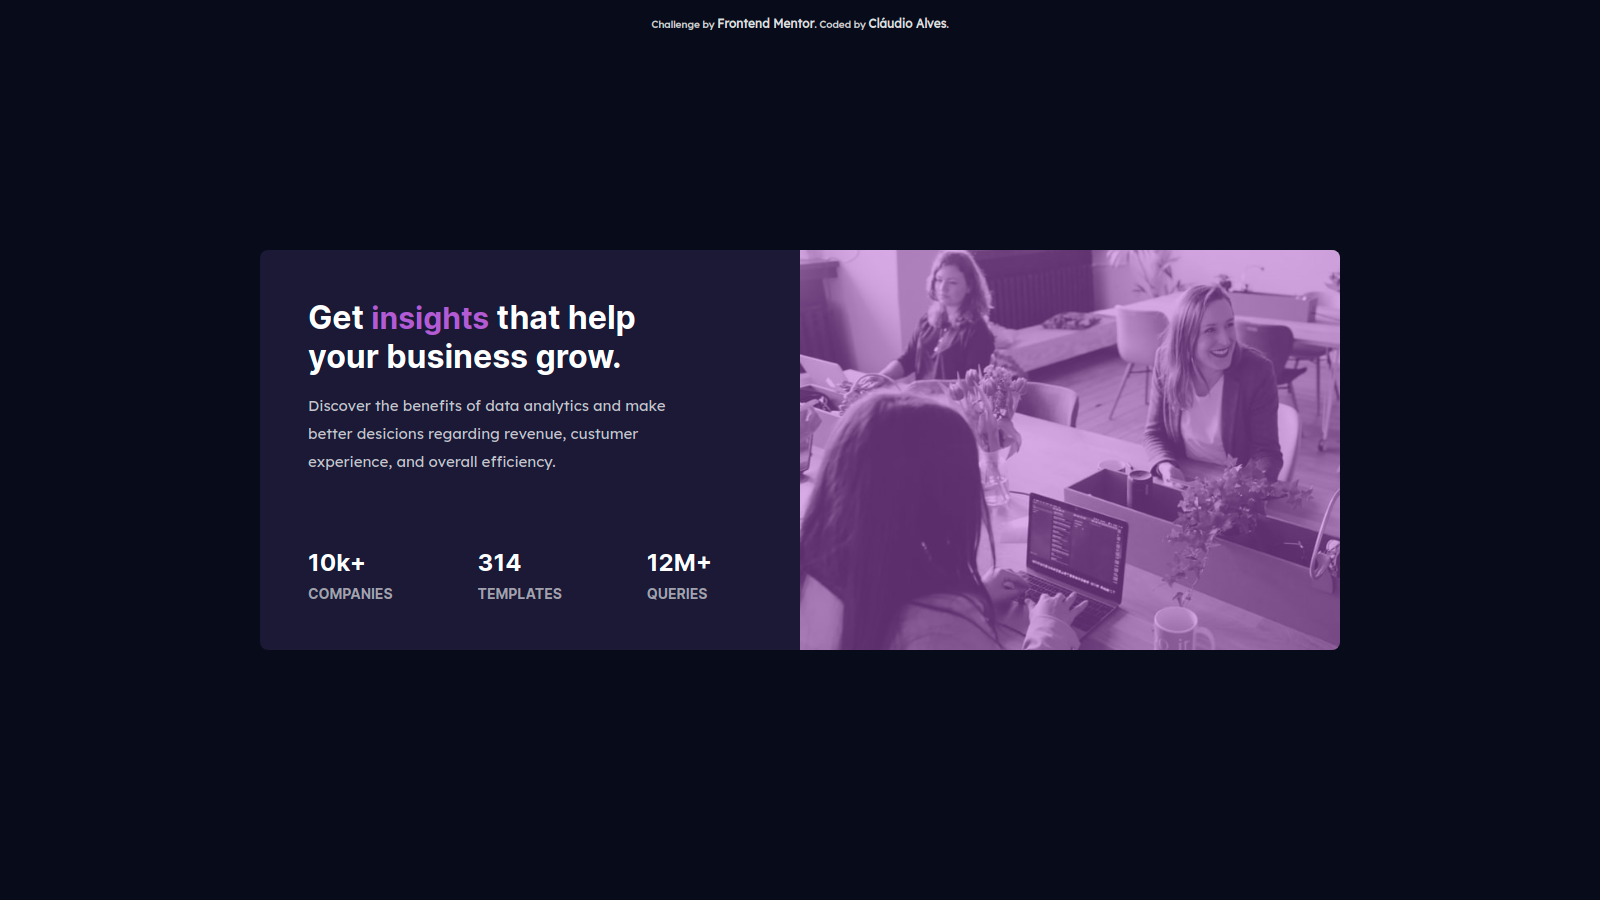 Challenge by Frontend Mentor. Coded by Cláudio Alves.
Get insights that help
your business grow.
Discover the benefits of data analytics and make
better desicions regarding revenue, custumer
experience, and overall efficiency.
10k+ 314 12M+
COMPANIES TEMPLATES QUERIES